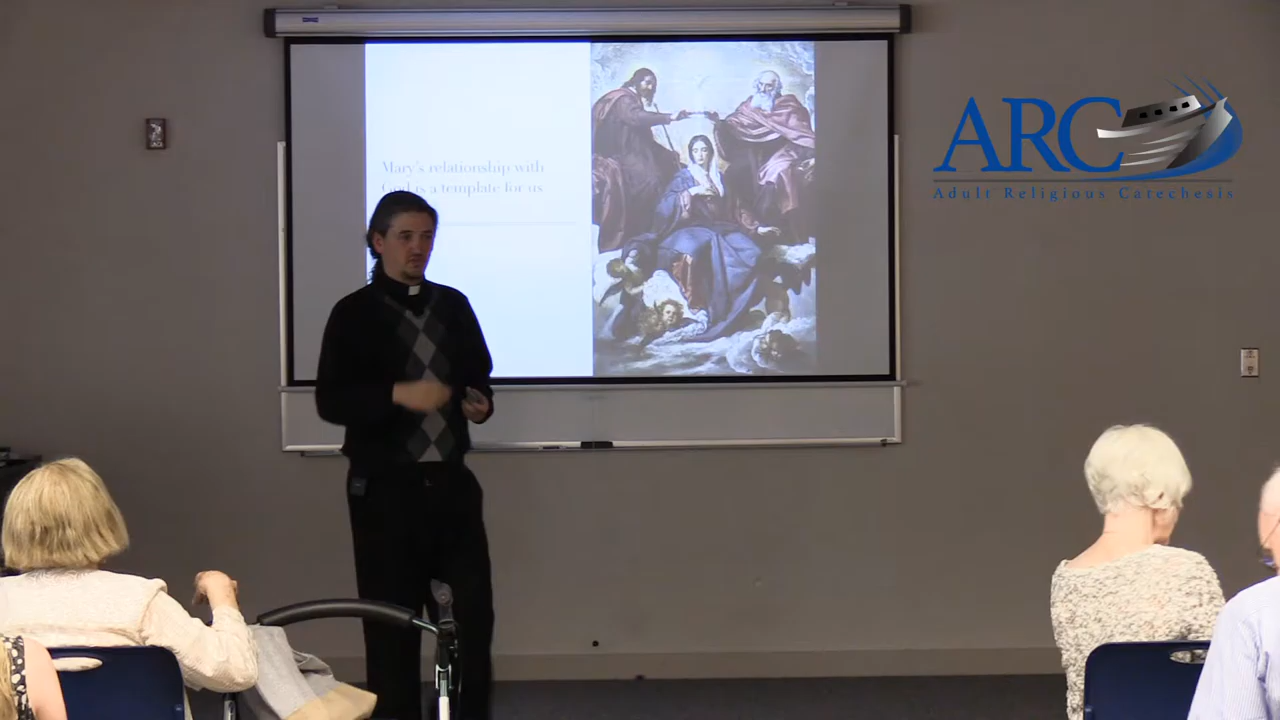 Mary's relationship with
God is a template for us
ARC
Adult Religious Catechesis